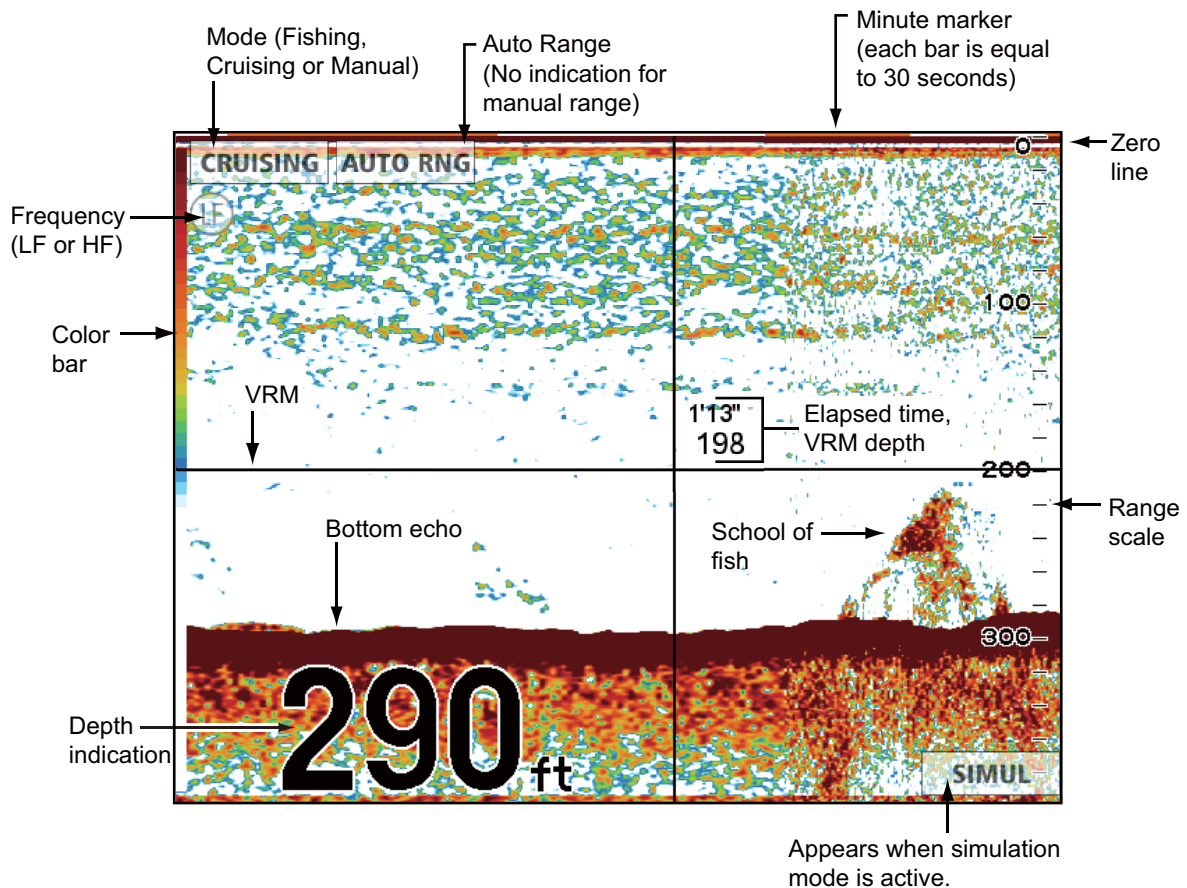 Mode (Fishing,
Cruising or Manual)
Auto Range
(No indication for
manual range)
Minute marker
(each bar is equal
to 30 seconds)
CRUISING
AUTO RNG
0
Zero
line
Frequency
(LF or HF)
LF
100
Color
bar
VRM
1'13"
198
Elapsed time,
VRM depth
200
Range
scale
Bottom echo
School of
fish
300
Depth
indication
290 ft
SIMUL
Appears when simulation
mode is active.